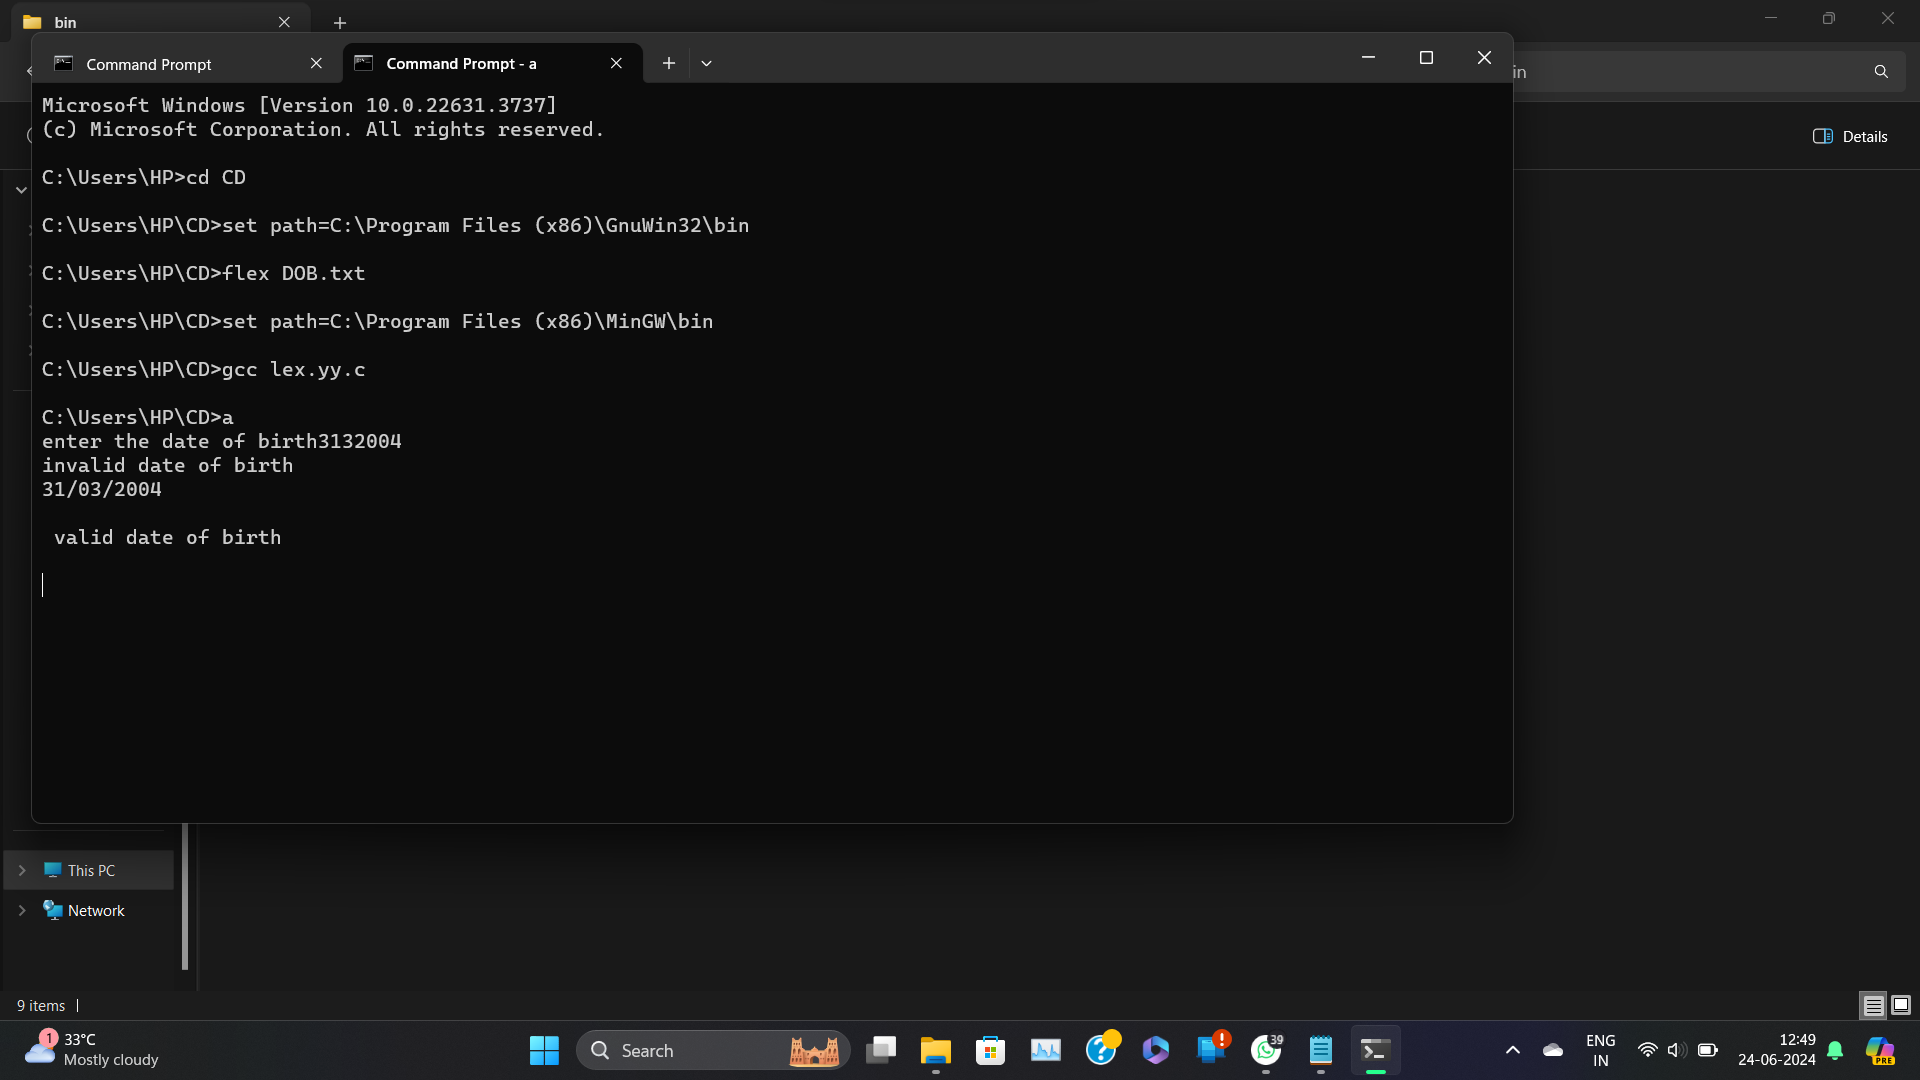 bin
Command Prompt
Command Prompt - a
in
Details
Microsoft Windows [Version 10.0.22631.3737]
(c) Microsoft Corporation. All rights reserved.
C:\Users\HP>cd CD
C:\Users\HP\CD>set path=C:\Program Files (x86)\GnuWin32\bin
C:\Users\HP\CD>flex DOB.txt
C:\Users\HP\CD>set path=C:\Program Files (x86)\MinGW\bin
C:\Users\HP\CD>gcc lex.yy.c
C:\Users\HP\CD>a
enter the date of birth3132004
invalid date of birth
31/03/2004
valid date of birth
This PC
Network
9 items
1
33°C
Mostly cloudy
Search
39
ENG
IN
12:49
24-06-2024
PRE